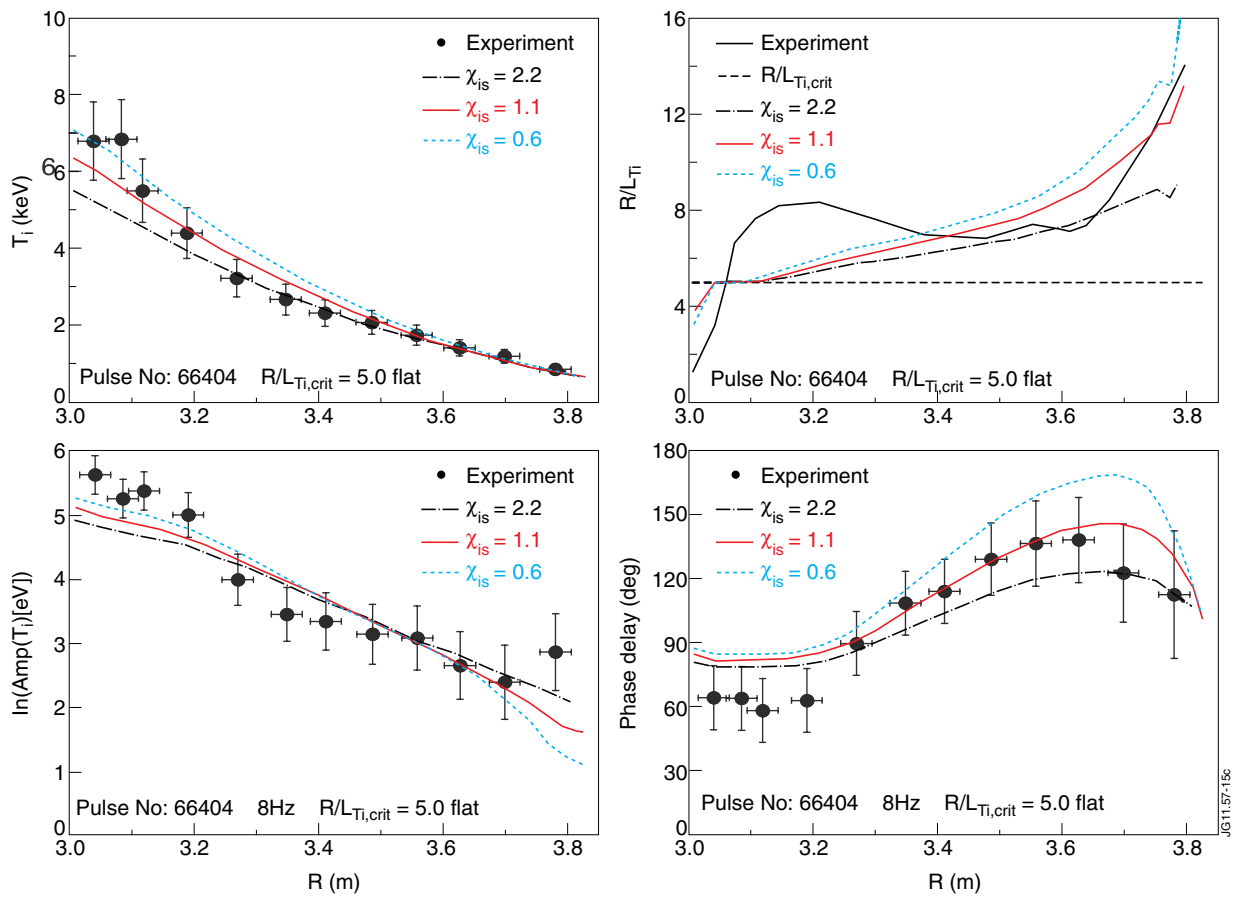 10
8
6
6
4
2
0
T_i (keV)
Experiment
χ_is = 2.2
χ_is = 1.1
χ_is = 0.6
Pulse No: 66404 R/L_Ti,crit = 5.0 flat
3.0 3.2 3.4 3.6 3.8
16
12
8
4
0
R/L_Ti
Experiment
R/L_Ti,crit
χ_is = 2.2
χ_is = 1.1
χ_is = 0.6
Pulse No: 66404 R/L_Ti,crit = 5.0 flat
3.0 3.2 3.4 3.6 3.8
6
5
4
3
2
1
0
ln(Amp(T_i)[eV])
Experiment
χ_is = 2.2
χ_is = 1.1
χ_is = 0.6
Pulse No: 66404 8Hz R/L_Ti,crit = 5.0 flat
3.0 3.2 3.4 3.6 3.8
R (m)
180
150
120
90
60
30
0
Phase delay (deg)
Experiment
χ_is = 2.2
χ_is = 1.1
χ_is = 0.6
Pulse No: 66404 8Hz R/L_Ti,crit = 5.0 flat
3.0 3.2 3.4 3.6 3.8
R (m)
JG11.57-15c